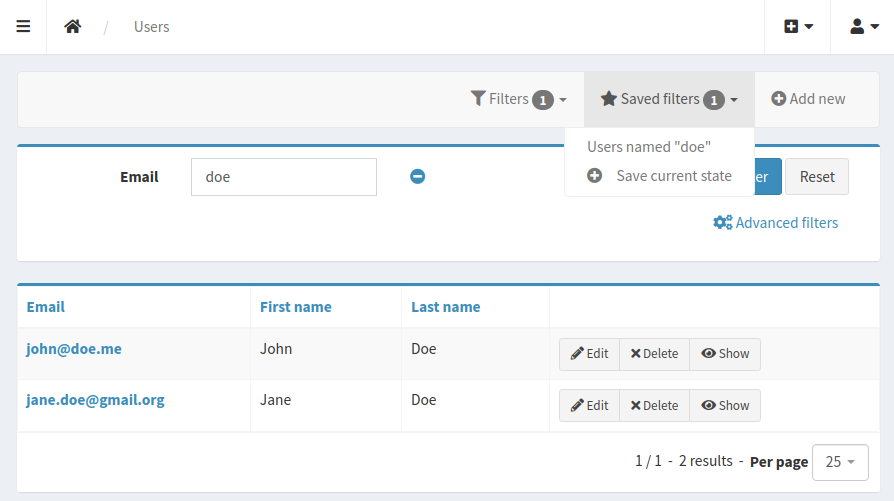 / Users
Filters 1 Saved filters 1 Add new
Users named "doe"
Save current state
Email doe er Reset
Advanced filters
Email First name Last name
john@doe.me John Doe Edit Delete Show
jane.doe@gmail.org Jane Doe Edit Delete Show
1 / 1 - 2 results - Per page 25